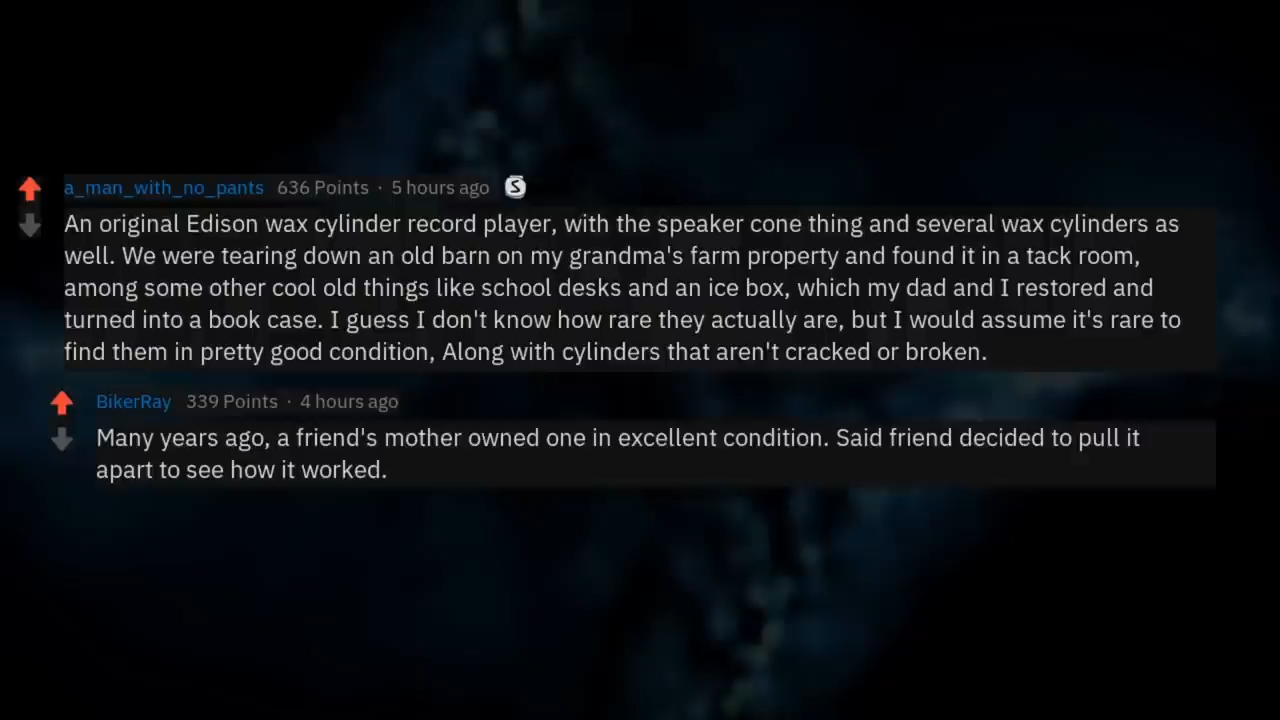 a_man_with_no_pants 636 Points · 5 hours ago S
An original Edison wax cylinder record player, with the speaker cone thing and several wax cylinders as
well. We were tearing down an old barn on my grandma's farm property and found it in a tack room,
among some other cool old things like school desks and an ice box, which my dad and I restored and
turned into a book case. I guess I don't know how rare they actually are, but I would assume it's rare to
find them in pretty good condition, Along with cylinders that aren't cracked or broken.
BikerRay 339 Points · 4 hours ago
Many years ago, a friend's mother owned one in excellent condition. Said friend decided to pull it
apart to see how it worked.